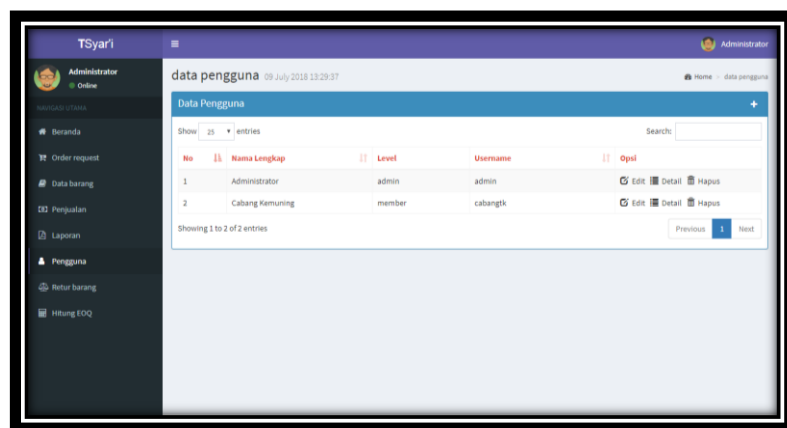 TSyar'i
Administrator
Administrator
Online
data pengguna 09 July 2018 13:29:37
Home > data pengguna
NAVIGASI UTAMA
Data Pengguna +
Beranda
Show 25 entries
Search:
Order request
No Nama Lengkap Level Username Opsi
Data barang
1 Administrator admin admin Edit Detail Hapus
2 Cabang Kemuning member cabangtk Edit Detail Hapus
Penjualan
Showing 1 to 2 of 2 entries
Previous 1 Next
Laporan
Pengguna
Retur barang
Hitung EOQ